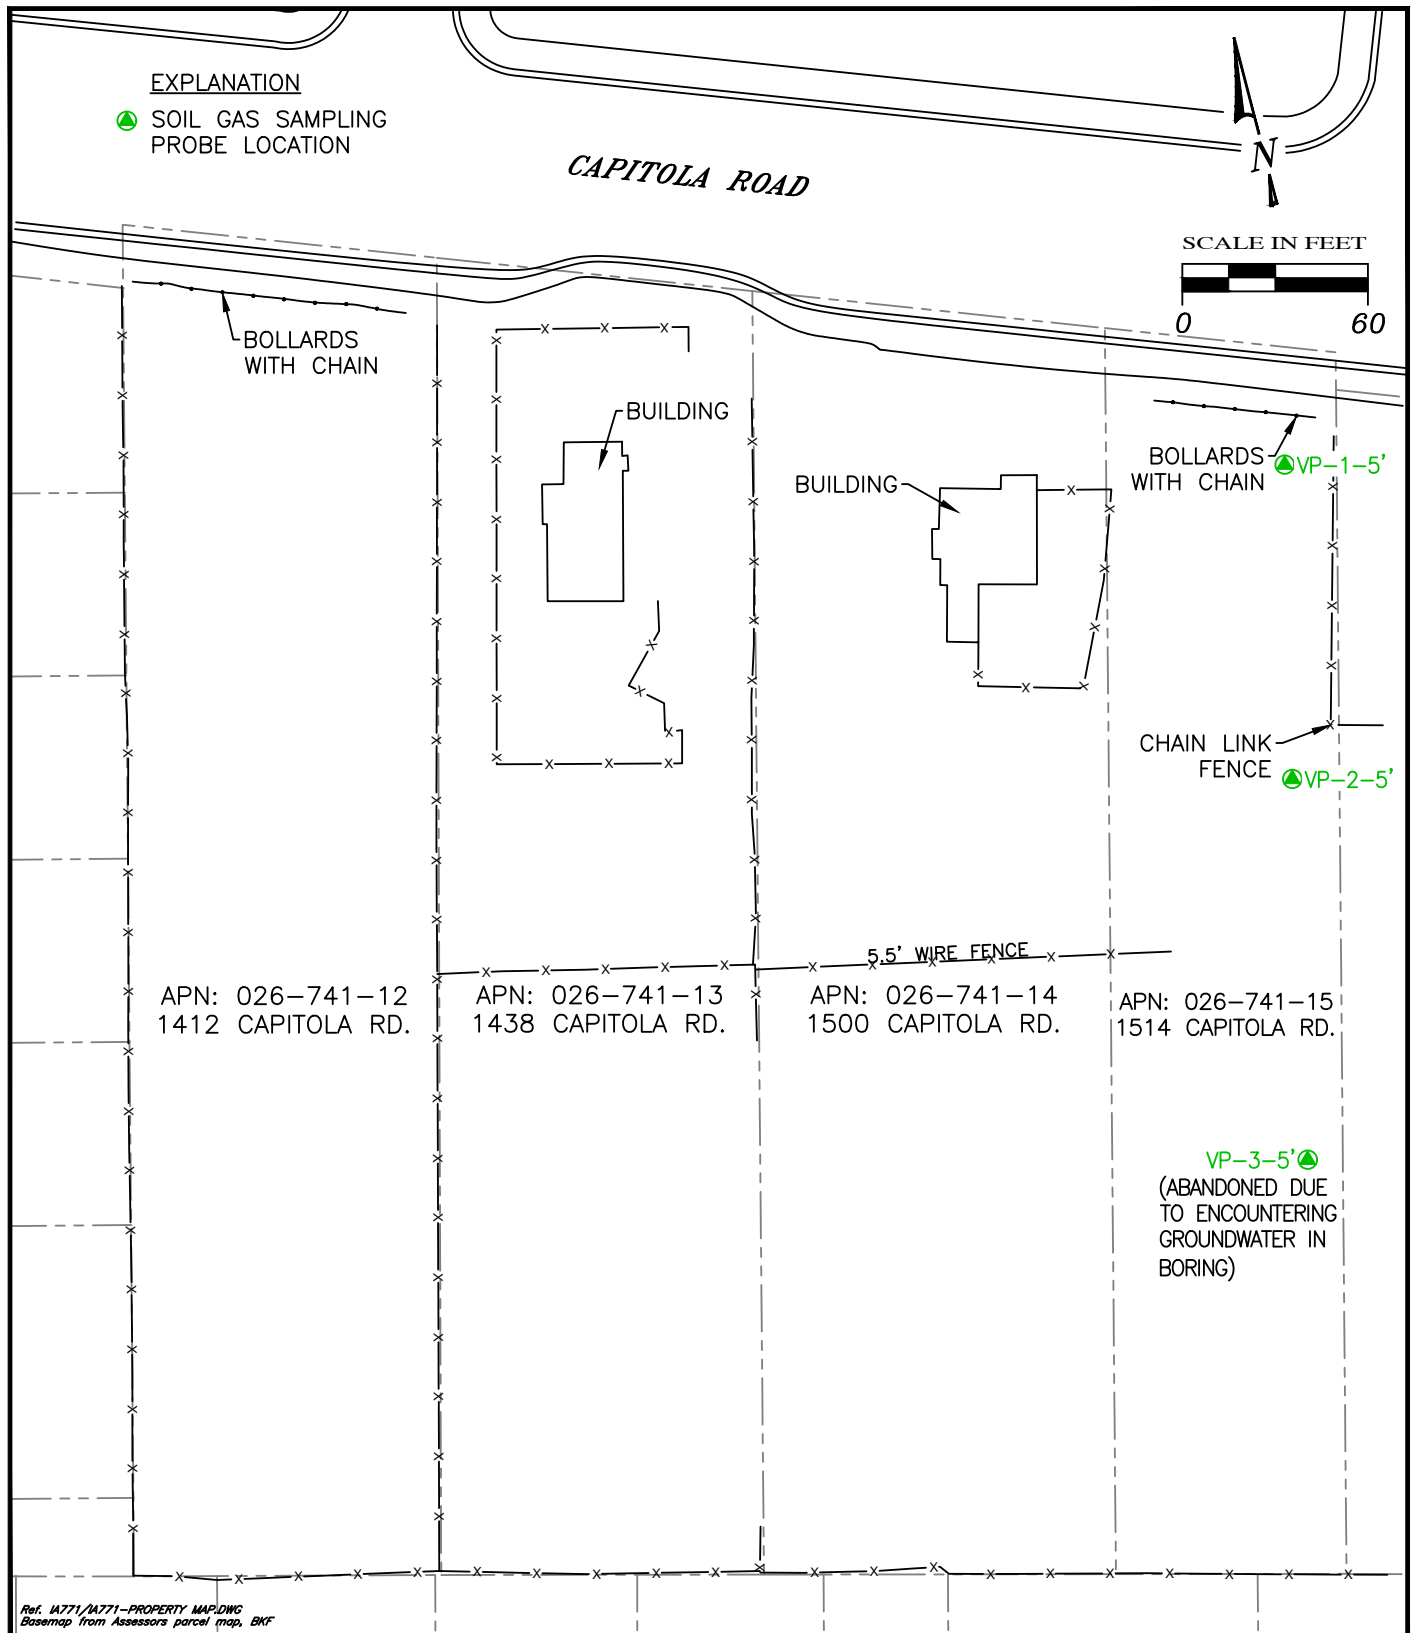 EXPLANATION
SOIL GAS SAMPLING
PROBE LOCATION
CAPITOLA ROAD
N
SCALE IN FEET
0 60
BOLLARDS
WITH CHAIN
BUILDING
BUILDING
BOLLARDS
WITH CHAIN
VP-1-5'
CHAIN LINK
FENCE
VP-2-5'
5.5' WIRE FENCE
APN: 026-741-12
1412 CAPITOLA RD.
APN: 026-741-13
1438 CAPITOLA RD.
APN: 026-741-14
1500 CAPITOLA RD.
APN: 026-741-15
1514 CAPITOLA RD.
VP-3-5'
(ABANDONED DUE
TO ENCOUNTERING
GROUNDWATER IN
BORING)
Ref. IA771/IA771-PROPERTY MAP.DWG
Basemap from Assessors parcel map, BKF